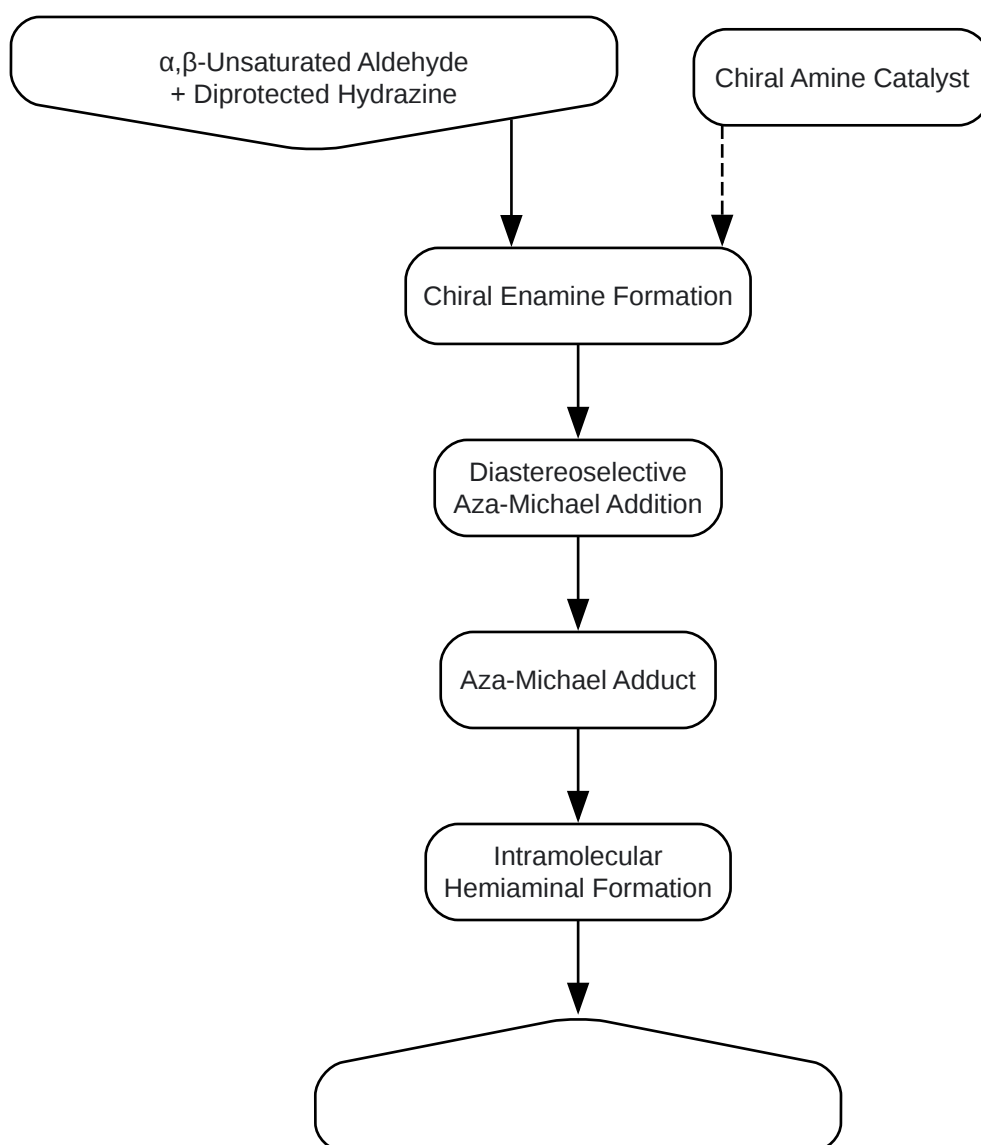 α,β-Unsaturated Aldehyde
+ Diprotected Hydrazine
Chiral Amine Catalyst
Chiral Enamine Formation
Diastereoselective
Aza-Michael Addition
Aza-Michael Adduct
Intramolecular
Hemiaminal Formation